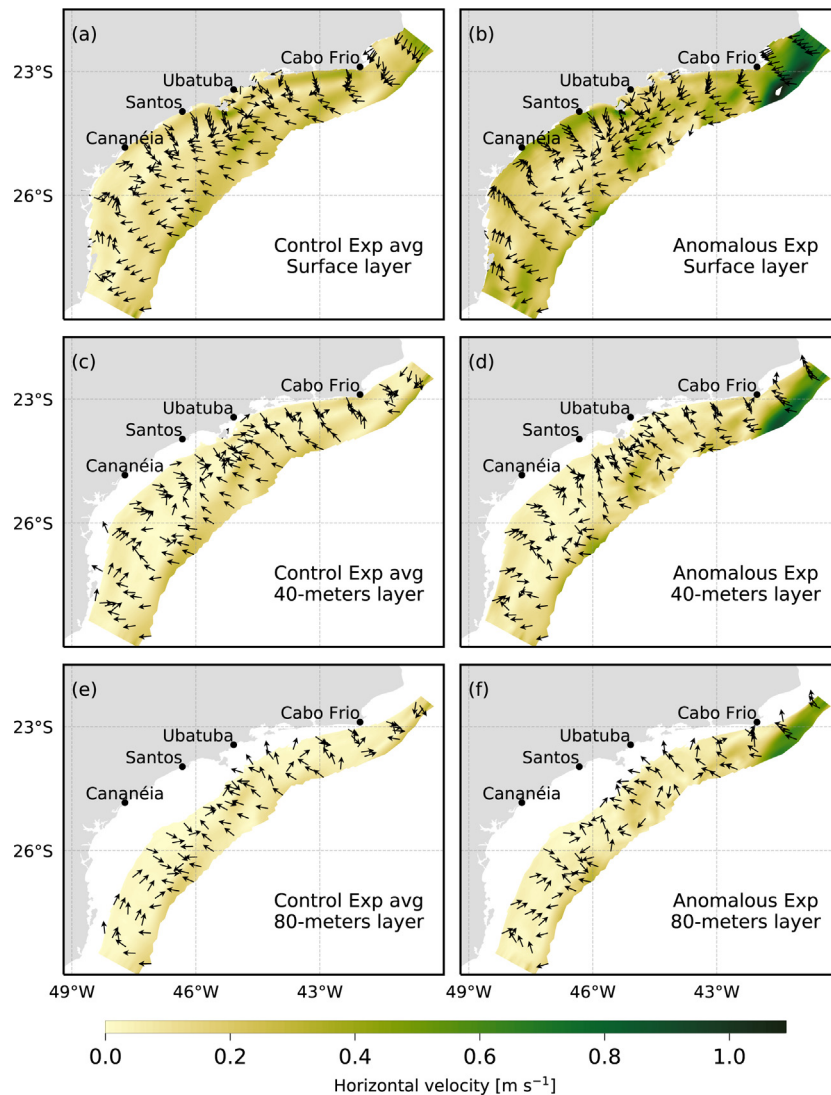 (a)
Cabo Frio
Ubatuba
Santos
Cananéia
23°S
26°S
Control Exp avg
Surface layer
(b)
Cabo Frio
Ubatuba
Santos
Cananéia
Anomalous Exp
Surface layer
(c)
Cabo Frio
Ubatuba
Santos
Cananéia
23°S
26°S
Control Exp avg
40-meters layer
(d)
Cabo Frio
Ubatuba
Santos
Cananéia
Anomalous Exp
40-meters layer
(e)
Cabo Frio
Ubatuba
Santos
Cananéia
23°S
26°S
Control Exp avg
80-meters layer
49°W 46°W 43°W
(f)
Cabo Frio
Ubatuba
Santos
Cananéia
Anomalous Exp
80-meters layer
49°W 46°W 43°W
0.0 0.2 0.4 0.6 0.8 1.0
Horizontal velocity [m s⁻¹]